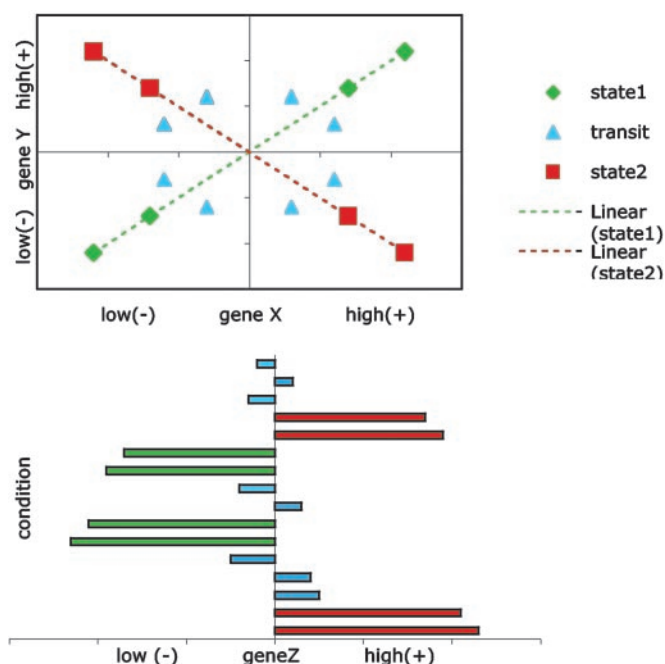 high(+)
gene Y
low(-)
low(-)
gene X
high(+)
state1
transit
state2
Linear
(state1)
Linear
(state2)
condition
low (-)
geneZ
high(+)